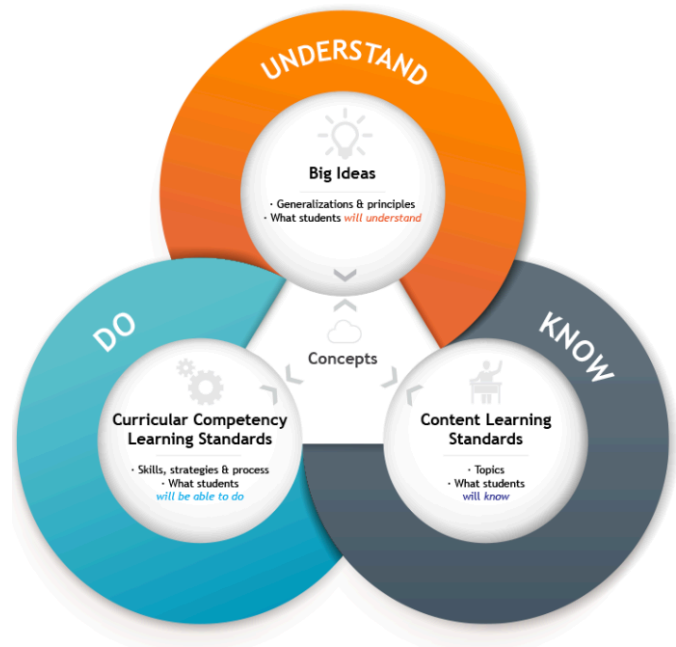 UNDERSTAND
Big Ideas
· Generalizations & principles
· What students will understand
DO
KNOW
Concepts
Curricular Competency
Learning Standards
· Skills, strategies & process
· What students
will be able to do
Content Learning
Standards
· Topics
· What students
will know